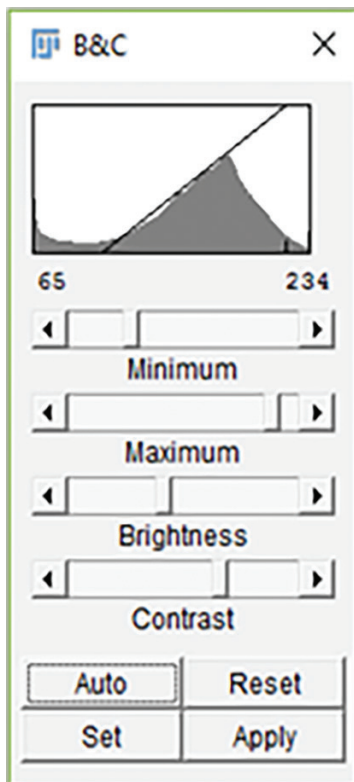 B&C
65 234
Minimum
Maximum
Brightness
Contrast
Auto Reset
Set Apply